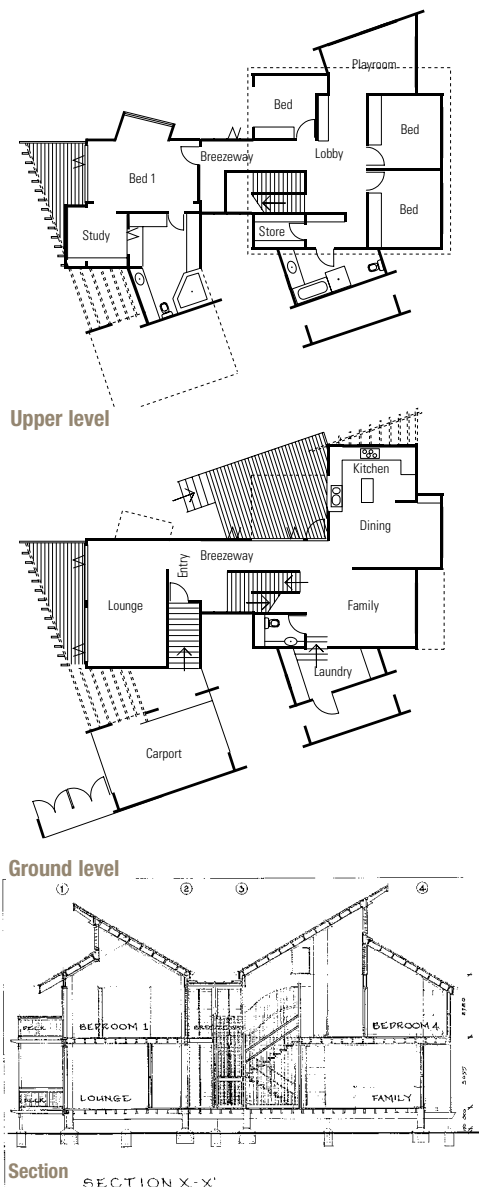 Playroom
Bed
Bed
Breezeway
Lobby
Bed 1
Bed
Study
Store
Upper level
Kitchen
Dining
Breezeway
Entry
Lounge
Family
Laundry
Carport
Ground level
1 2 3 4
DECK BEDROOM 1 BEDROOM 4
DECK LOUNGE FAMILY
Section SECTION X-X'